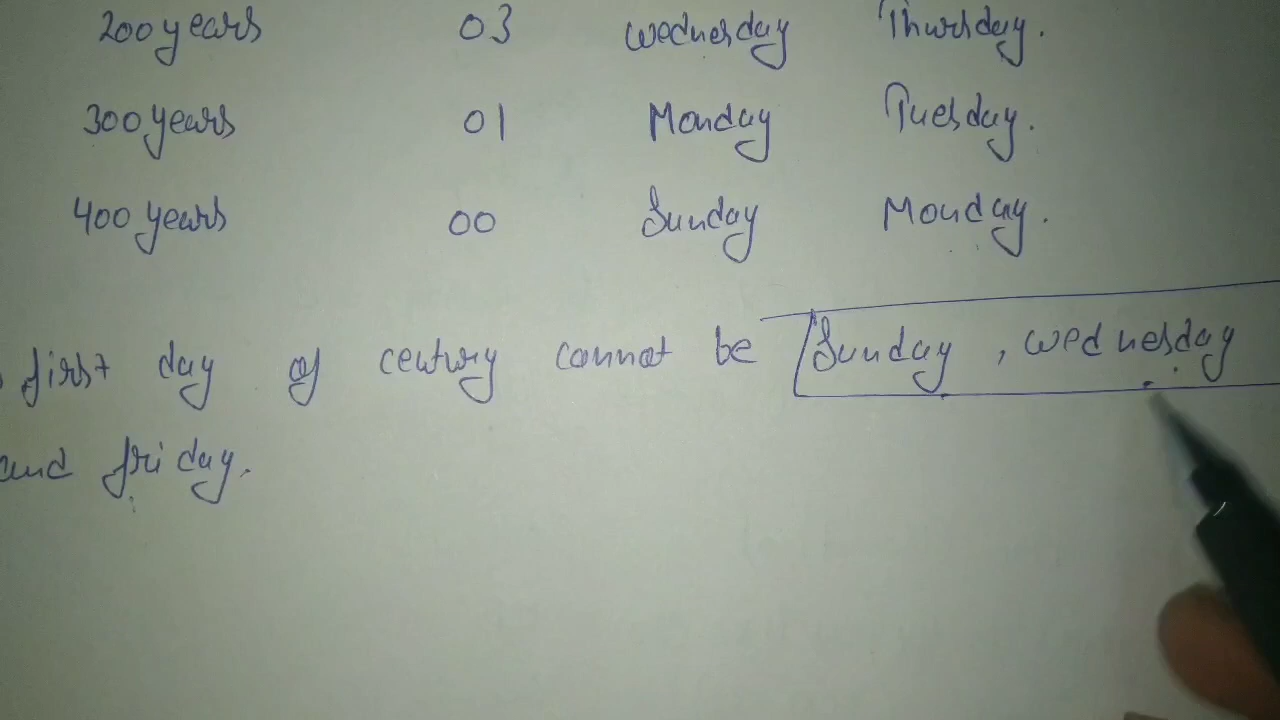 200 years 03 Wednesday Thursday.
300 years 01 Monday Tuesday.
400 years 00 Sunday Monday.
first day of century cannot be Sunday, Wednesday
and friday.